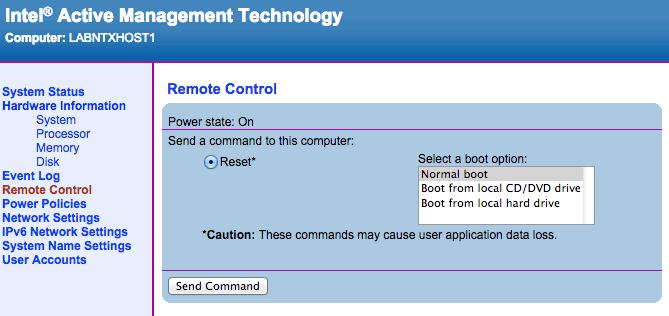 Intel® Active Management Technology
Computer: LABNTXHOST1
System Status
Hardware Information
System
Processor
Memory
Disk
Event Log
Remote Control
Power Policies
Network Settings
IPv6 Network Settings
System Name Settings
User Accounts
Remote Control
Power state: On
Send a command to this computer:
Reset*
Select a boot option:
Normal boot
Boot from local CD/DVD drive
Boot from local hard drive
*Caution: These commands may cause user application data loss.
Send Command